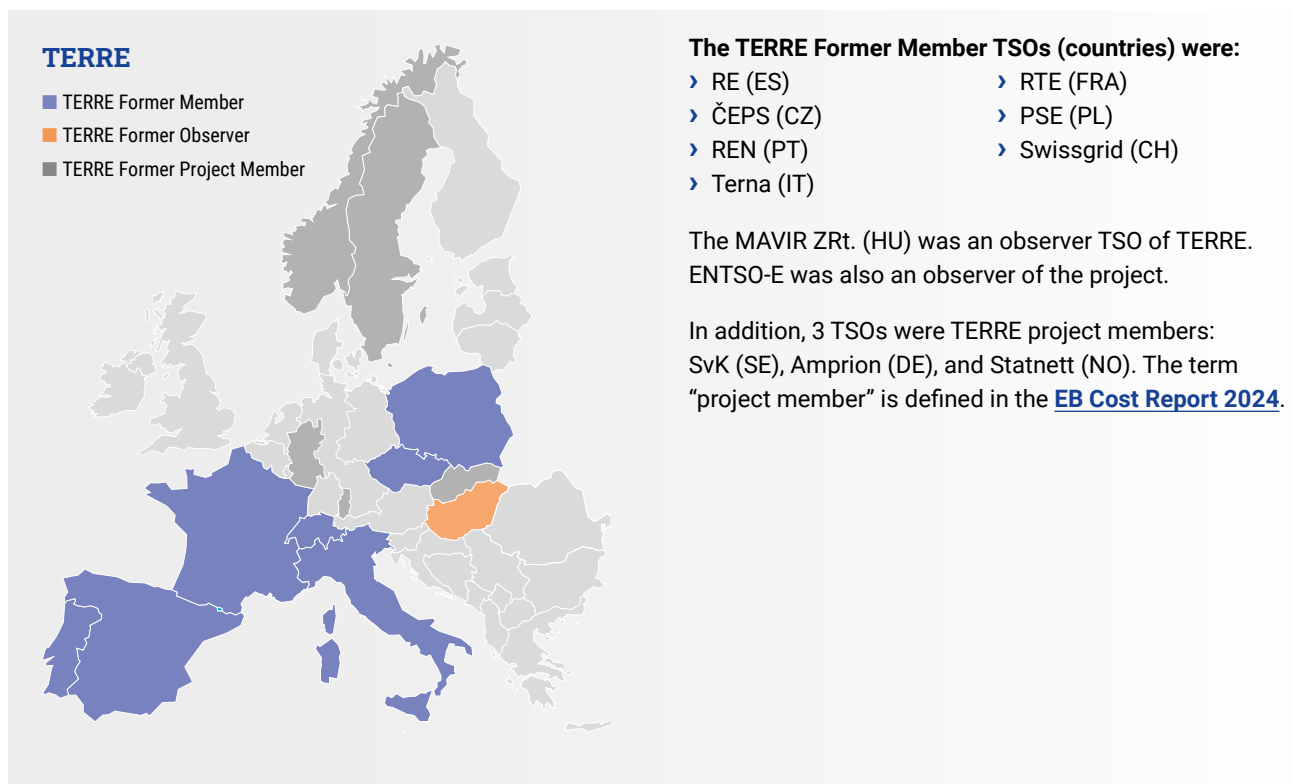 TERRE
TERRE Former Member
TERRE Former Observer
TERRE Former Project Member
The TERRE Former Member TSOs (countries) were:
› RE (ES)
› ČEPS (CZ)
› REN (PT)
› Terna (IT)
› RTE (FRA)
› PSE (PL)
› Swissgrid (CH)
The MAVIR ZRt. (HU) was an observer TSO of TERRE.
ENTSO-E was also an observer of the project.
In addition, 3 TSOs were TERRE project members:
SvK (SE), Amprion (DE), and Statnett (NO). The term
“project member” is defined in the EB Cost Report 2024.